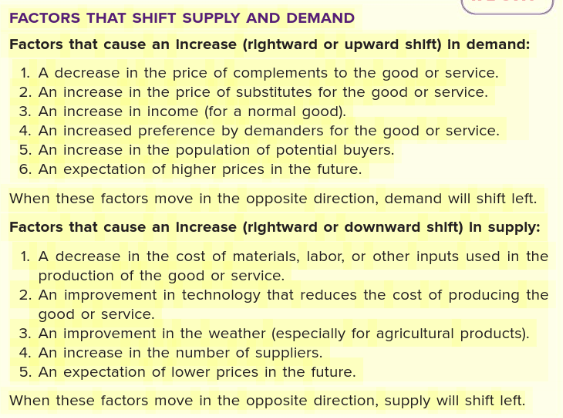 FACTORS THAT SHIFT SUPPLY AND DEMAND
Factors that cause an increase (rightward or upward shift) in demand:
1. A decrease in the price of complements to the good or service.
2. An increase in the price of substitutes for the good or service.
3. An increase in income (for a normal good).
4. An increased preference by demanders for the good or service.
5. An increase in the population of potential buyers.
6. An expectation of higher prices in the future.
When these factors move in the opposite direction, demand will shift left.
Factors that cause an increase (rightward or downward shift) in supply:
1. A decrease in the cost of materials, labor, or other inputs used in the
production of the good or service.
2. An improvement in technology that reduces the cost of producing the
good or service.
3. An improvement in the weather (especially for agricultural products).
4. An increase in the number of suppliers.
5. An expectation of lower prices in the future.
When these factors move in the opposite direction, supply will shift left.